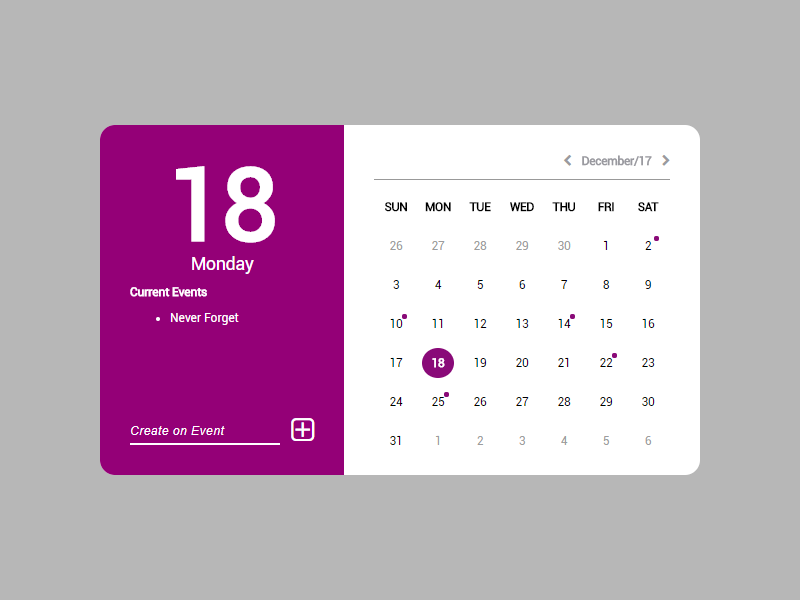 18
Monday
Current Events
Never Forget
Create on Event
December/17
SUN MON TUE WED THU FRI SAT
26 27 28 29 30 1 2
3 4 5 6 7 8 9
10 11 12 13 14 15 16
17 18 19 20 21 22 23
24 25 26 27 28 29 30
31 1 2 3 4 5 6